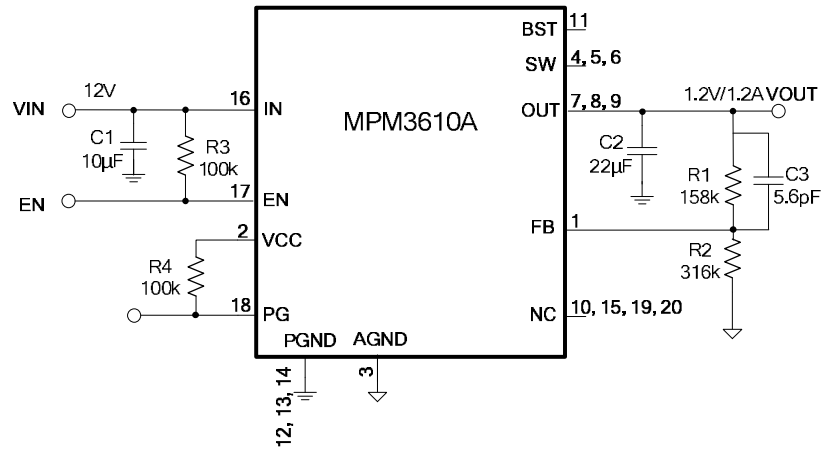 BST 11
SW 4, 5, 6
VIN 12V 16 IN
OUT 7, 8, 9 1.2V/1.2A VOUT
MPM3610A
C1
10µF
R3
100k
C2
22µF
R1
158k
C3
5.6pF
EN 17 EN
2 VCC
FB 1
R4
100k
R2
316k
18 PG
NC 10, 15, 19, 20
PGND AGND
12, 13, 14
3